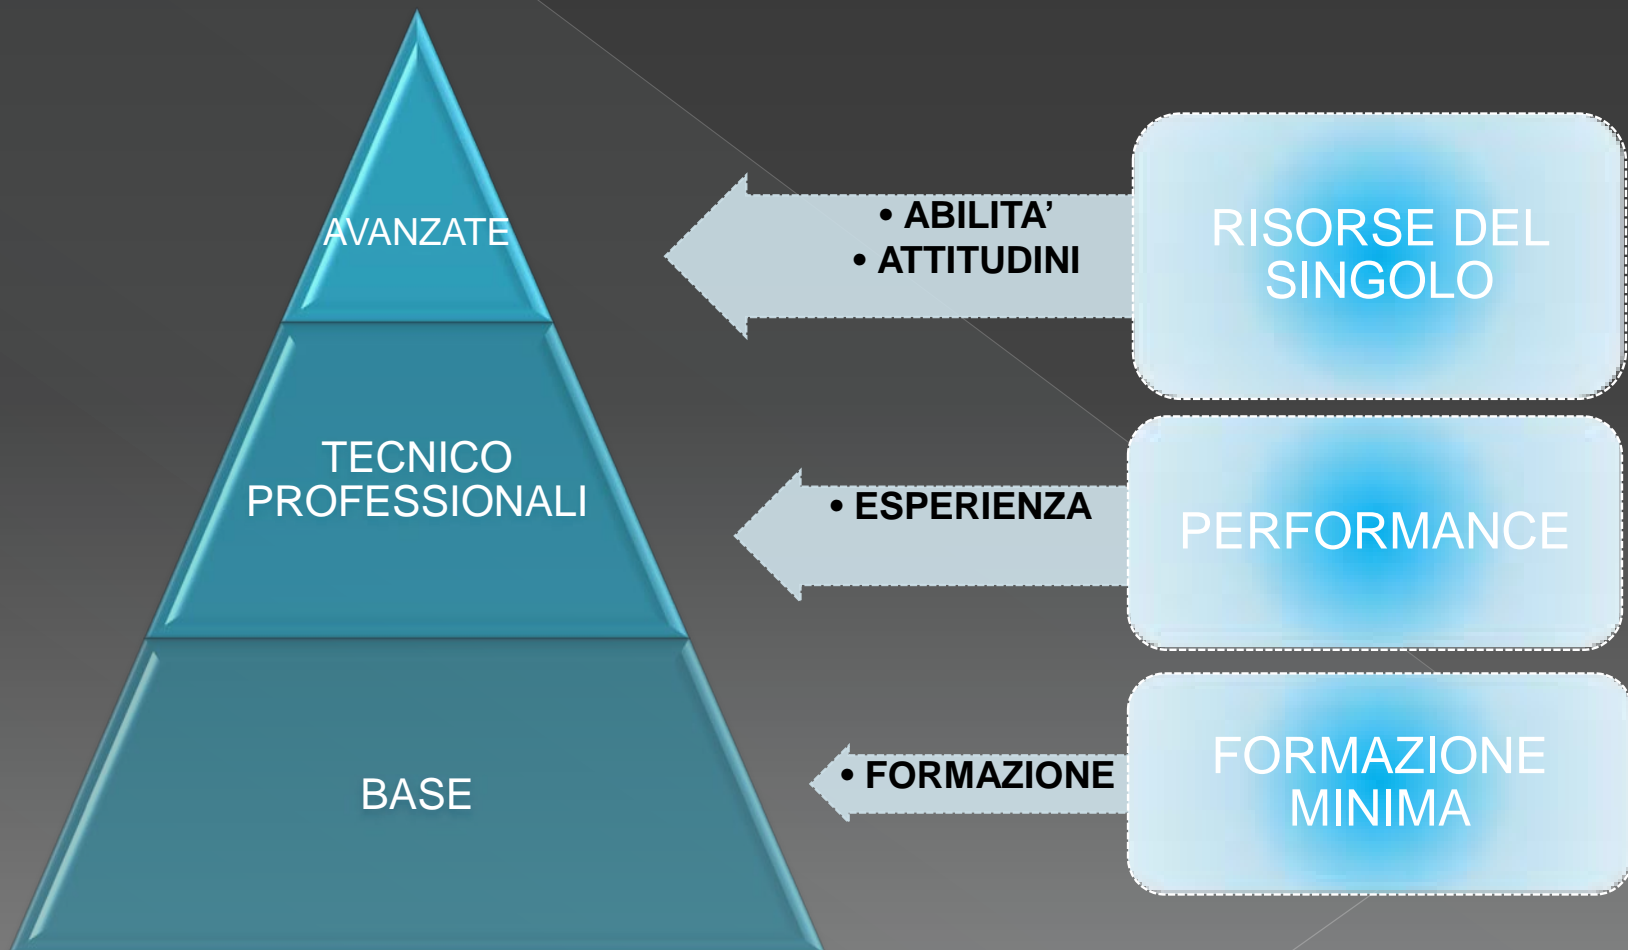 AVANZATE
• ABILITA’
• ATTITUDINI
RISORSE DEL
SINGOLO
TECNICO
PROFESSIONALI
• ESPERIENZA
PERFORMANCE
BASE
• FORMAZIONE
FORMAZIONE
MINIMA